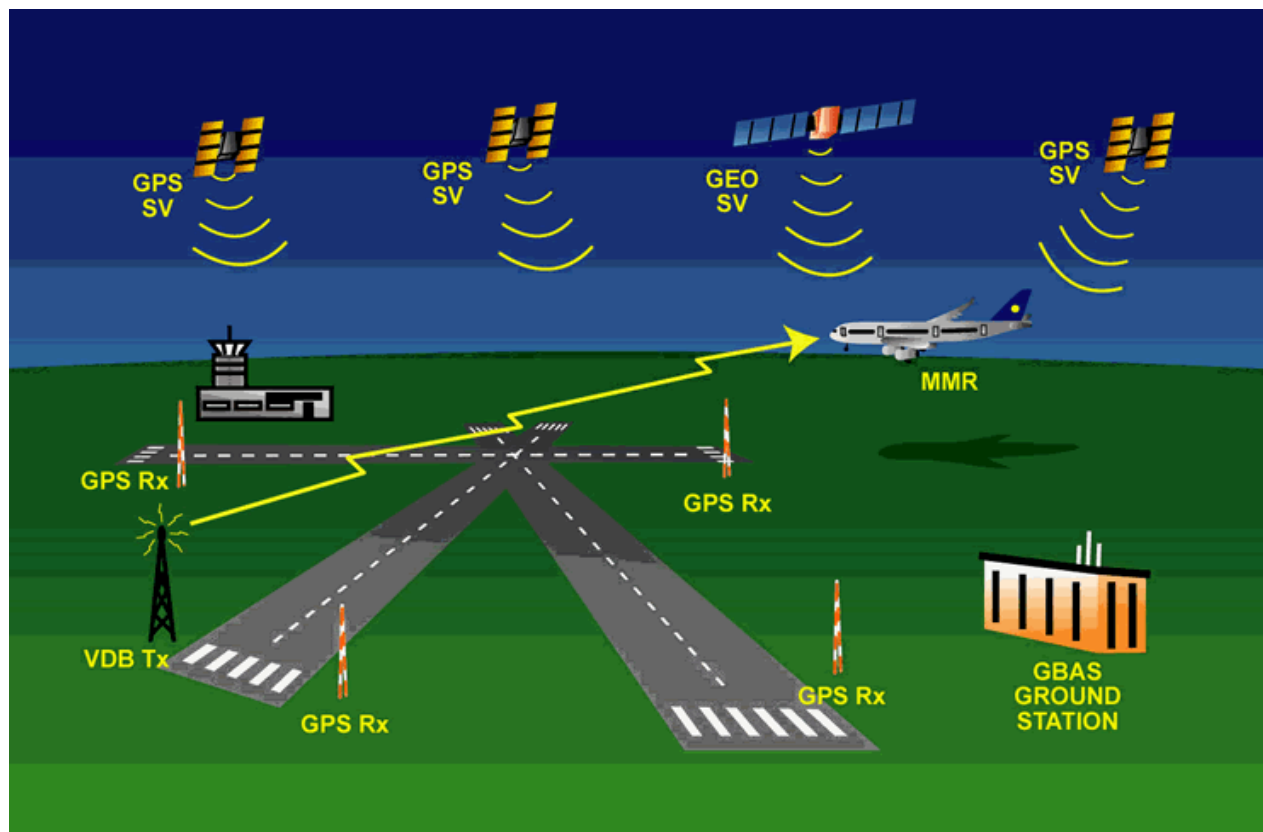 GPS
SV
GPS
SV
GEO
SV
GPS
SV
MMR
GPS Rx
GPS Rx
VDB Tx
GPS Rx
GPS Rx
GBAS
GROUND
STATION